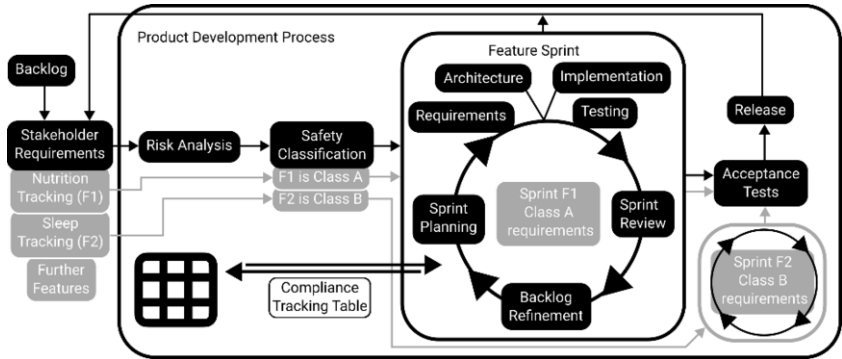 Product Development Process
Feature Sprint
Backlog
Architecture
Implementation
Requirements
Testing
Release
Stakeholder
Requirements
Risk Analysis
Safety
Classification
Acceptance
Tests
Nutrition
Tracking (F1)
F1 is Class A
F2 is Class B
Sleep
Tracking (F2)
Further
Features
Sprint
Planning
Sprint F1
Class A
requirements
Sprint
Review
Compliance
Tracking Table
Backlog
Refinement
Sprint F2
Class B
requirements